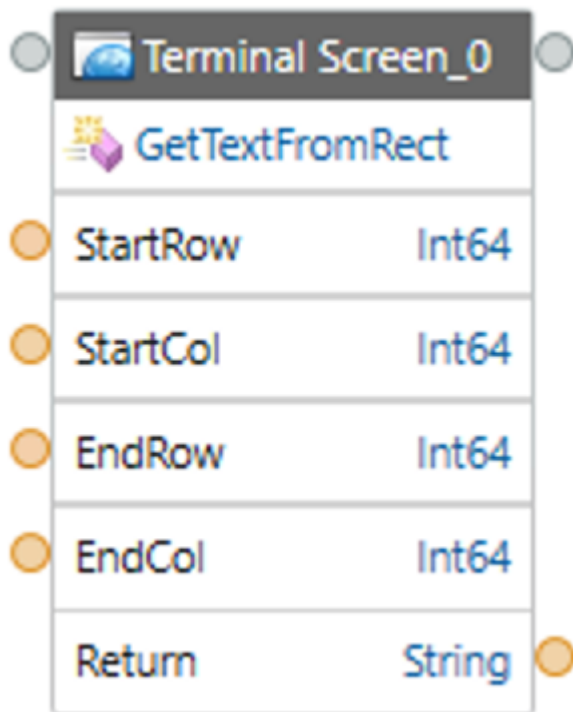 Terminal Screen_0
GetTextFromRect
StartRow Int64
StartCol Int64
EndRow Int64
EndCol Int64
Return String